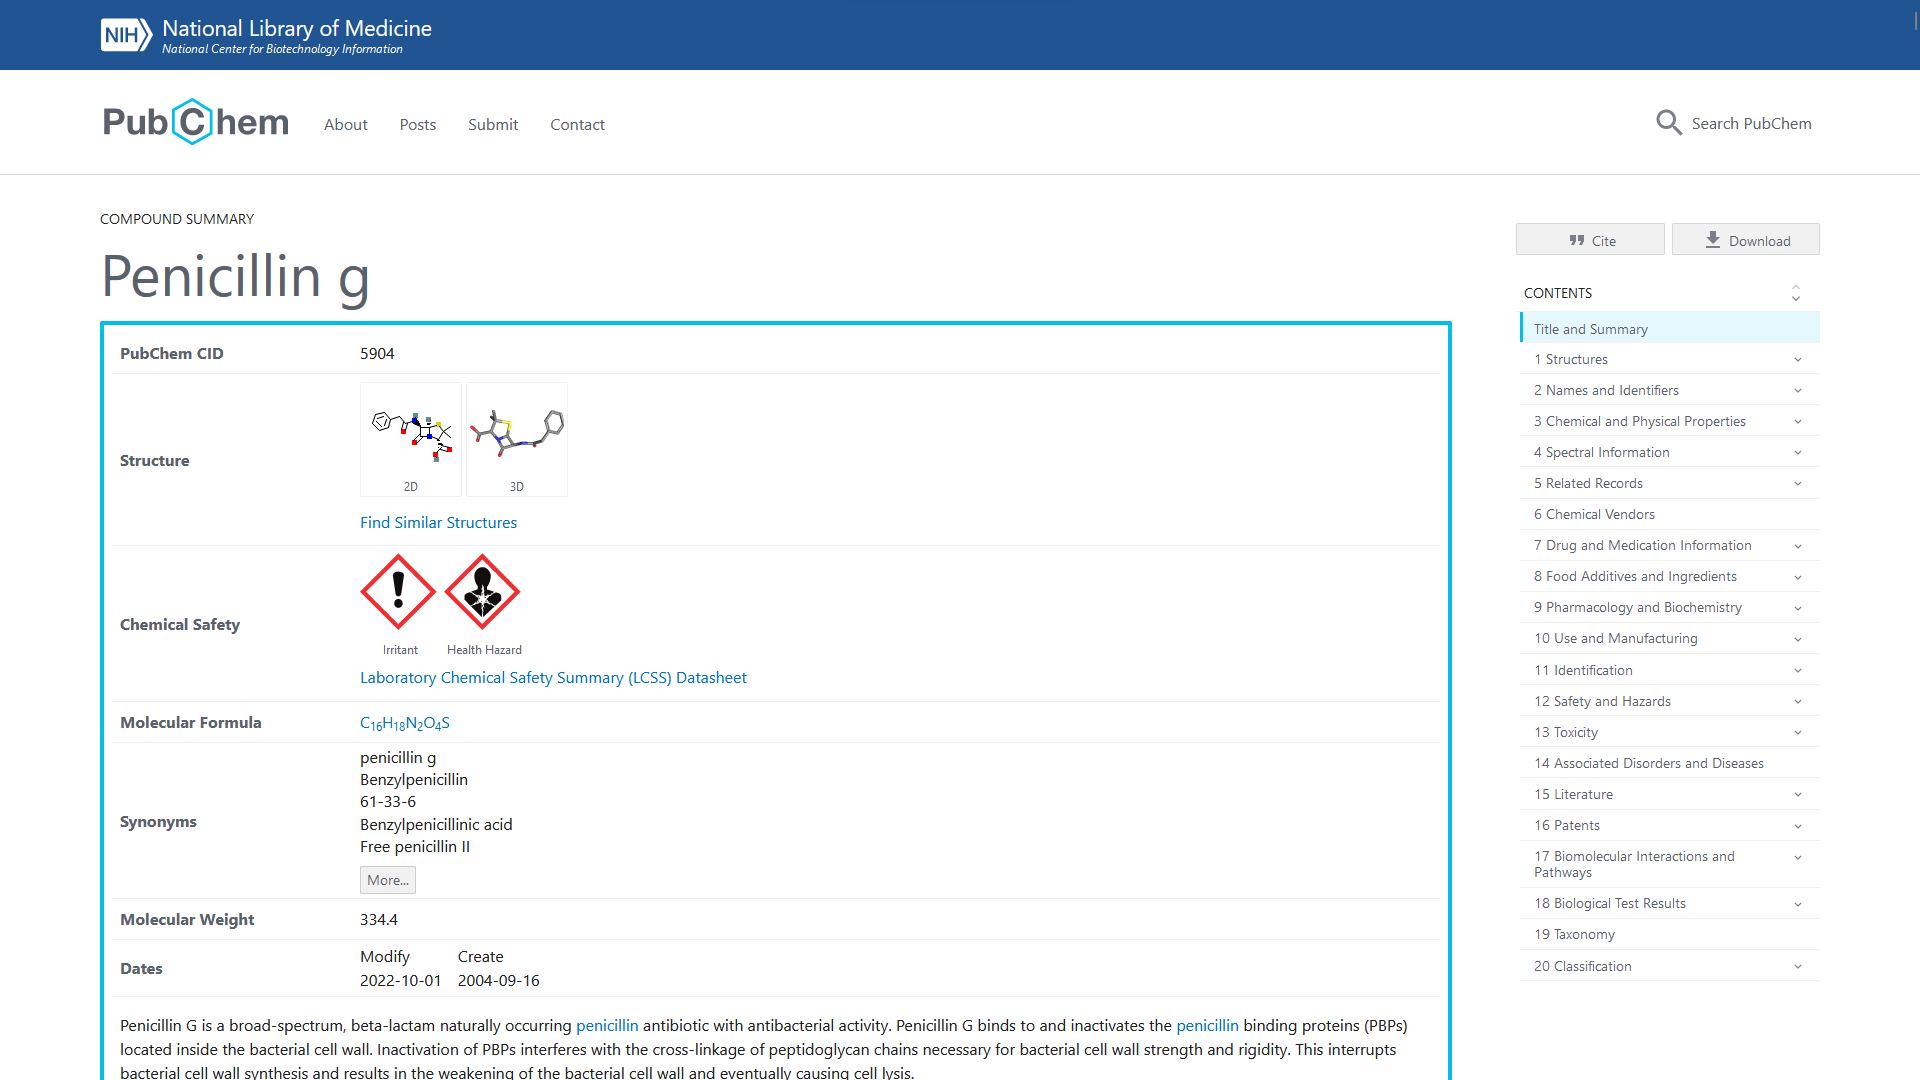 NIH National Library of Medicine
National Center for Biotechnology Information
PubChem About Posts Submit Contact Search PubChem
COMPOUND SUMMARY
Penicillin g
PubChem CID 5904
Structure
2D 3D
Find Similar Structures
Chemical Safety
Irritant Health Hazard
Laboratory Chemical Safety Summary (LCSS) Datasheet
Molecular Formula C16H18N2O4S
Synonyms
penicillin g
Benzylpenicillin
61-33-6
Benzylpenicillinic acid
Free penicillin II
More...
Molecular Weight 334.4
Dates
Modify Create
2022-10-01 2004-09-16
Penicillin G is a broad-spectrum, beta-lactam naturally occurring penicillin antibiotic with antibacterial activity. Penicillin G binds to and inactivates the penicillin binding proteins (PBPs)
located inside the bacterial cell wall. Inactivation of PBPs interferes with the cross-linkage of peptidoglycan chains necessary for bacterial cell wall strength and rigidity. This interrupts
bacterial cell wall synthesis and results in the weakening of the bacterial cell wall and eventually causing cell lysis.
Cite Download
CONTENTS
Title and Summary
1 Structures
2 Names and Identifiers
3 Chemical and Physical Properties
4 Spectral Information
5 Related Records
6 Chemical Vendors
7 Drug and Medication Information
8 Food Additives and Ingredients
9 Pharmacology and Biochemistry
10 Use and Manufacturing
11 Identification
12 Safety and Hazards
13 Toxicity
14 Associated Disorders and Diseases
15 Literature
16 Patents
17 Biomolecular Interactions and
Pathways
18 Biological Test Results
19 Taxonomy
20 Classification